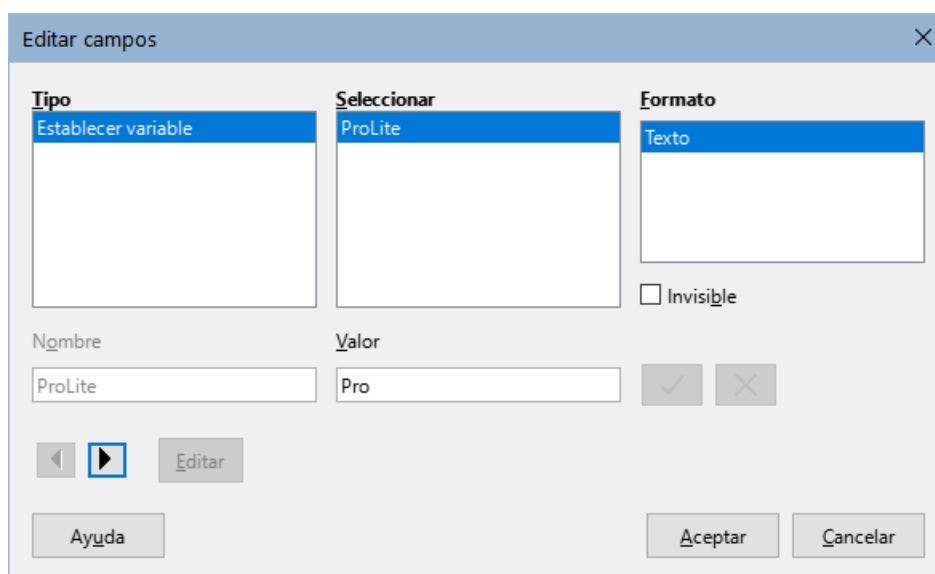 Editar campos
Tipo
Seleccionar
Formato
Establecer variable
ProLite
Texto
Invisible
Nombre
Valor
ProLite
Pro
Editar
Ayuda
Aceptar
Cancelar